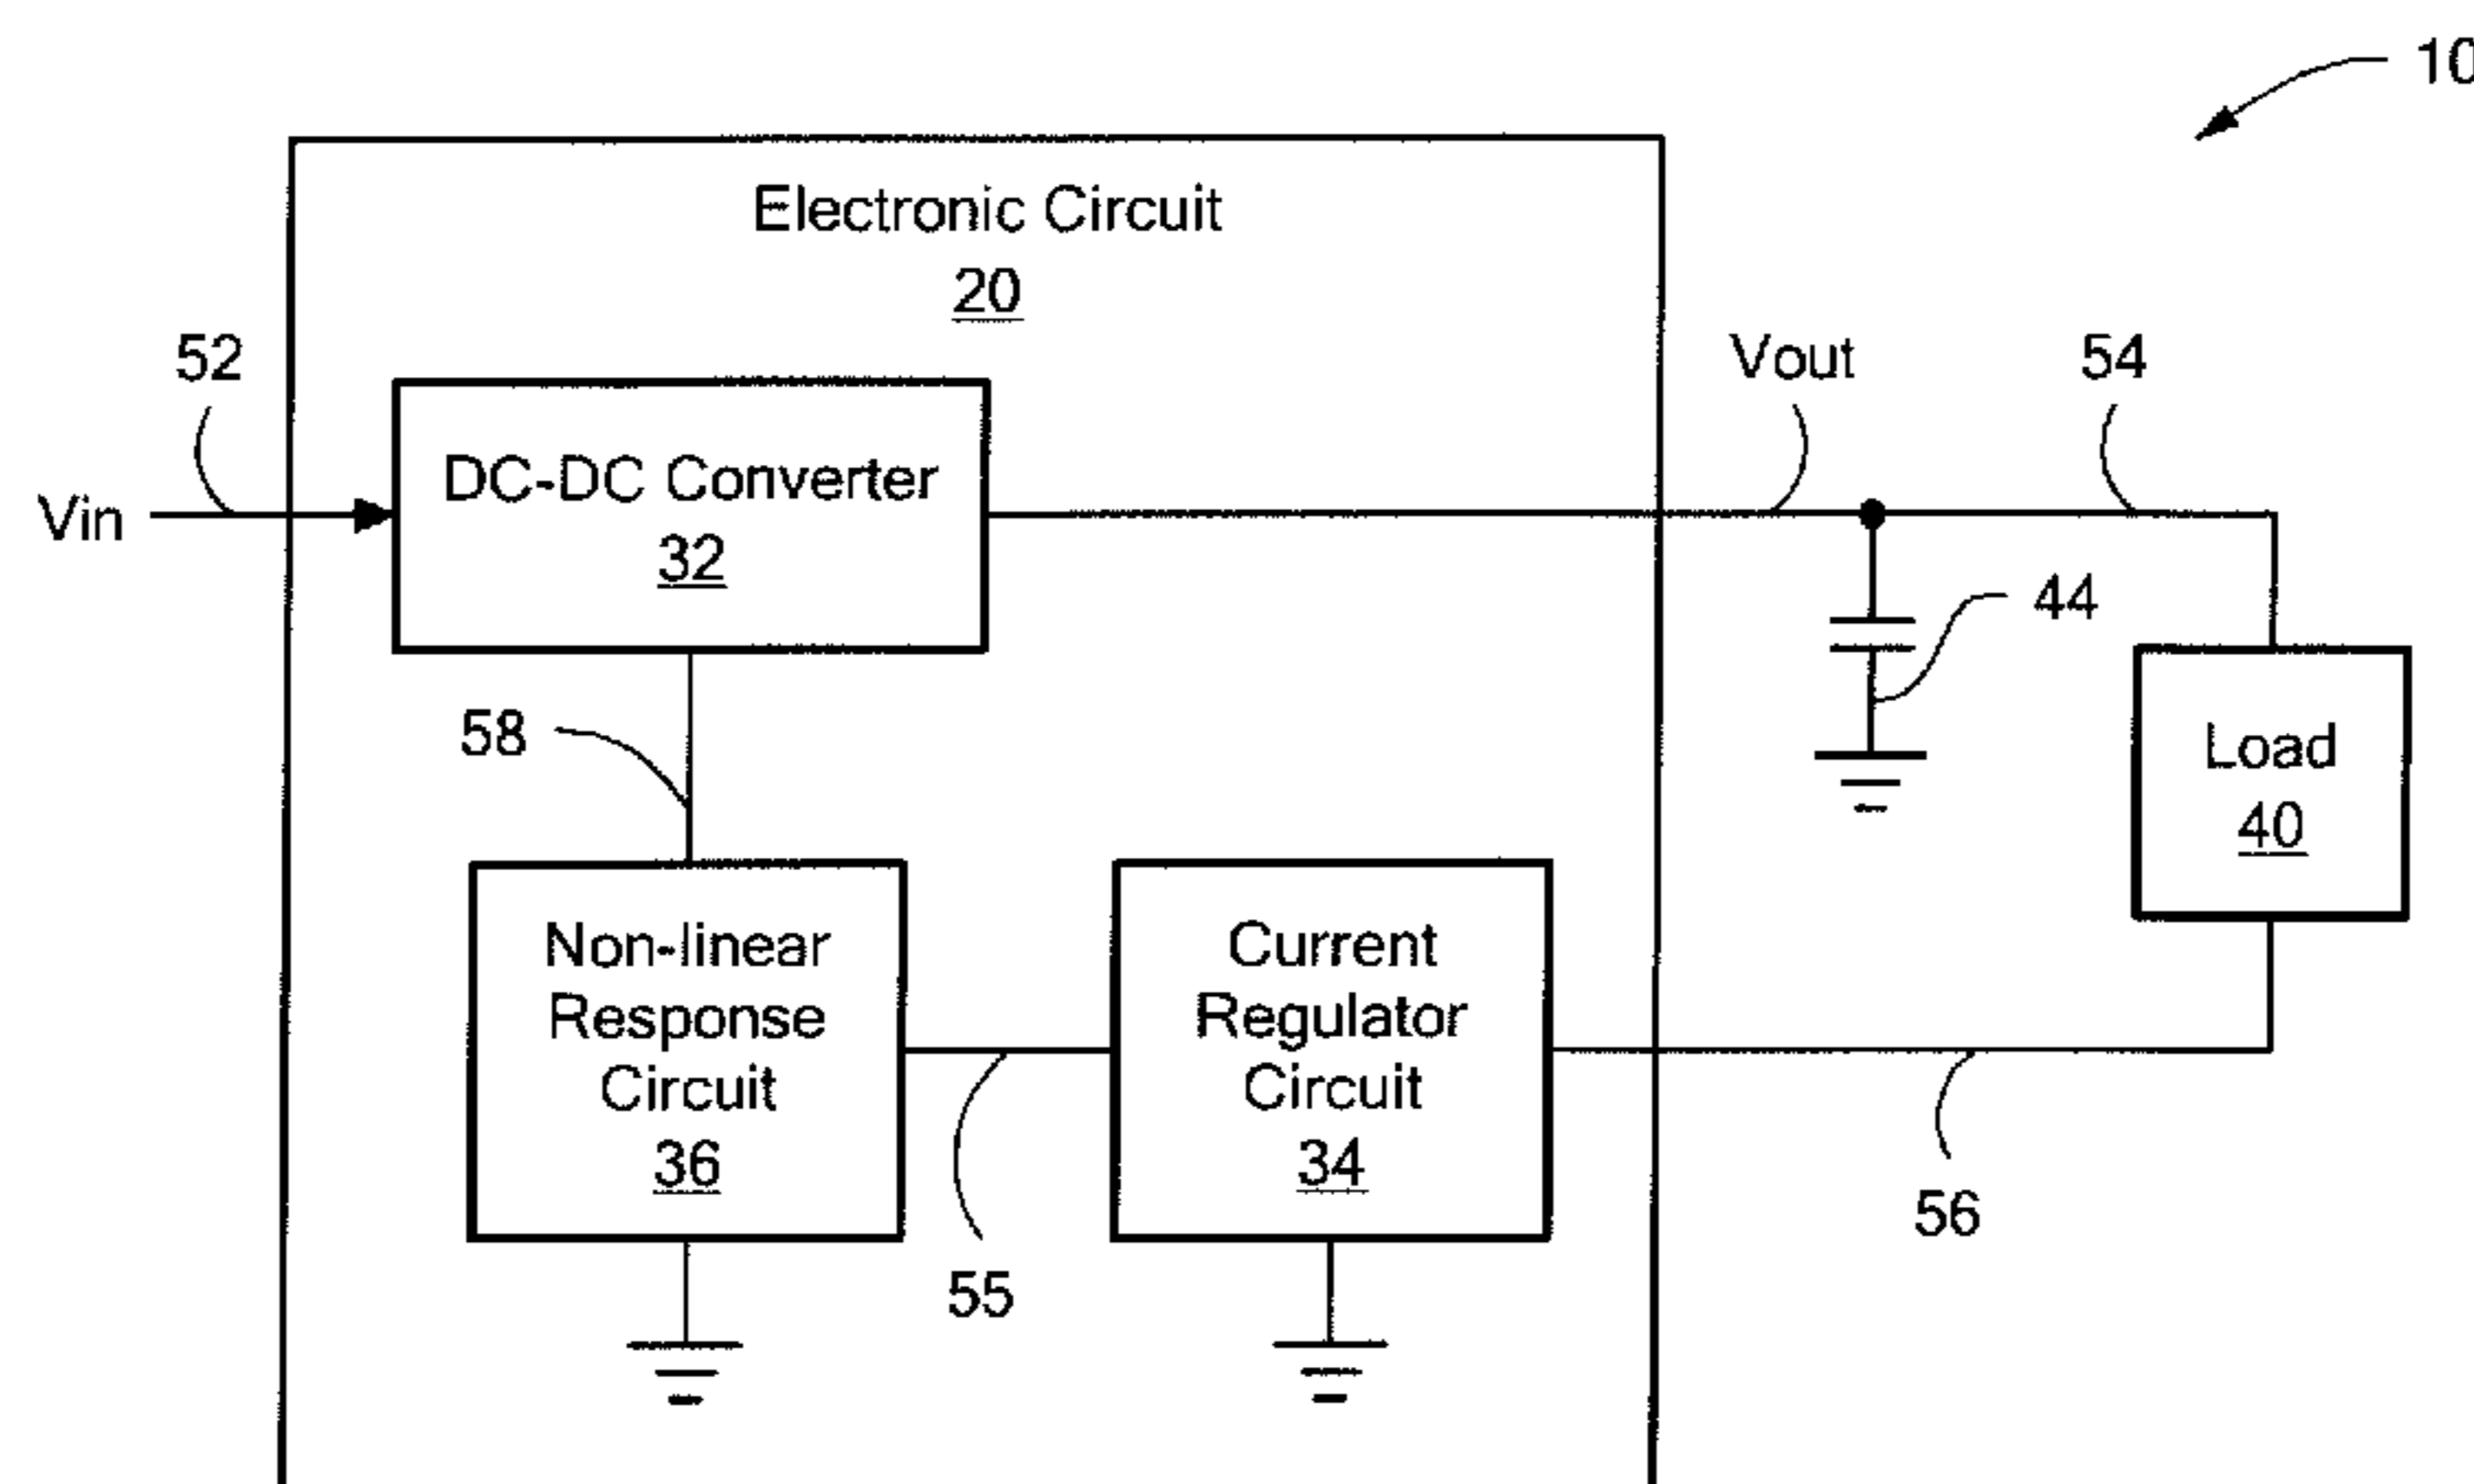 10
Electronic Circuit
20
52
Vout
54
DC-DC Converter
Vin
32
44
58
Load
40
Non-linear
Response
Circuit
36
Current
Regulator
Circuit
34
56
55